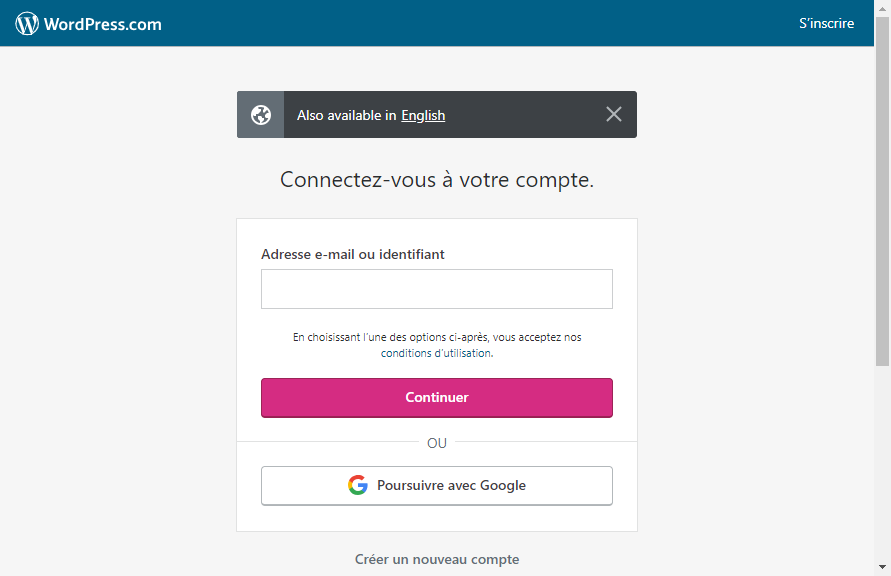 WordPress.com
S'inscrire
Also available in English
Connectez-vous à votre compte.
Adresse e-mail ou identifiant
En choisissant l'une des options ci-après, vous acceptez nos
conditions d'utilisation.
Continuer
OU
Poursuivre avec Google
Créer un nouveau compte